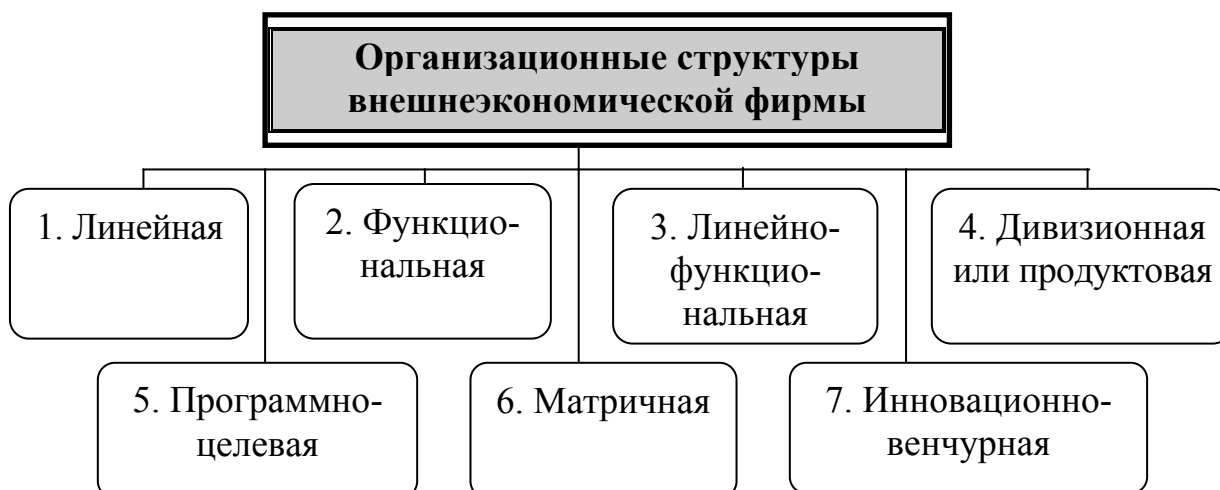 Организационные структуры
внешнеэкономической фирмы
1. Линейная
2. Функцио-
нальная
3. Линейно-
функцио-
нальная
4. Дивизионная
или продуктовая
5. Программно-
целевая
6. Матричная
7. Инновационно-
венчурная